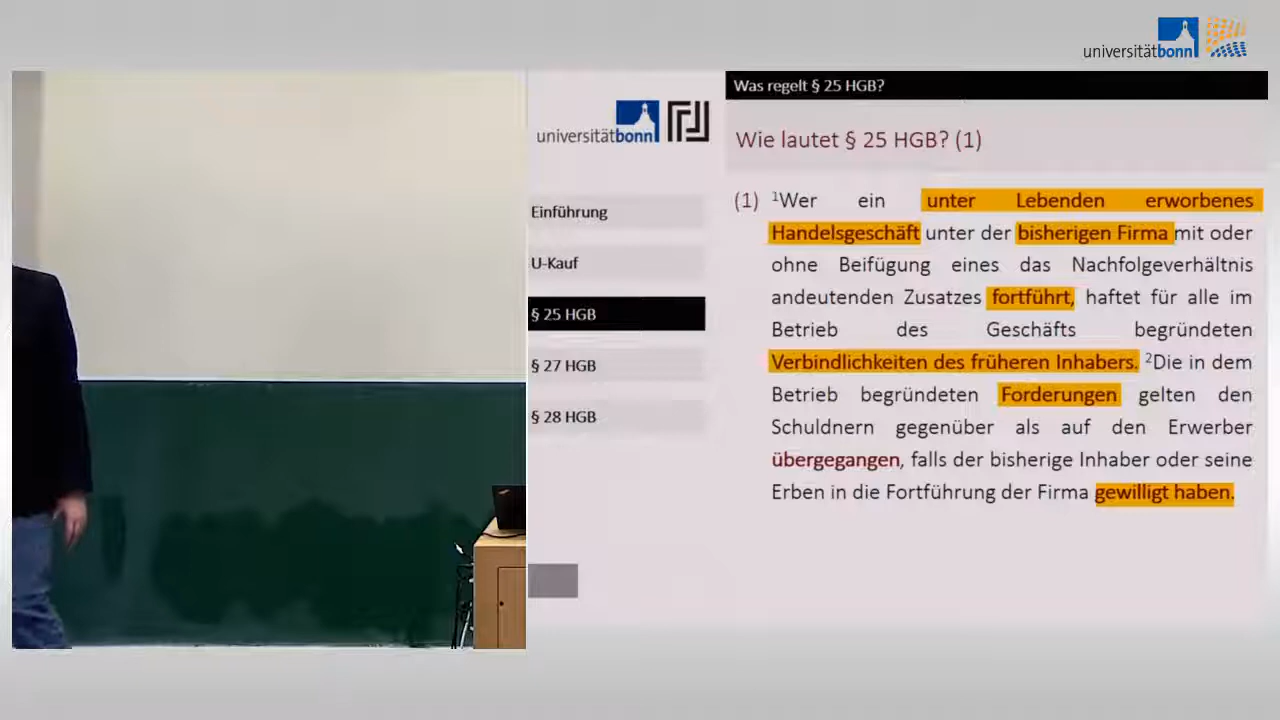 universitätbonn
universitätbonn
Einführung
U-Kauf
§ 25 HGB
§ 27 HGB
§ 28 HGB
Was regelt § 25 HGB?
Wie lautet § 25 HGB? (1)
(1) ¹Wer ein unter Lebenden erworbenes
Handelsgeschäft unter der bisherigen Firma mit oder
ohne Beifügung eines das Nachfolgeverhältnis
andeutenden Zusatzes fortführt, haftet für alle im
Betrieb des Geschäfts begründeten
Verbindlichkeiten des früheren Inhabers. ²Die in dem
Betrieb begründeten Forderungen gelten den
Schuldnern gegenüber als auf den Erwerber
übergegangen, falls der bisherige Inhaber oder seine
Erben in die Fortführung der Firma gewilligt haben.